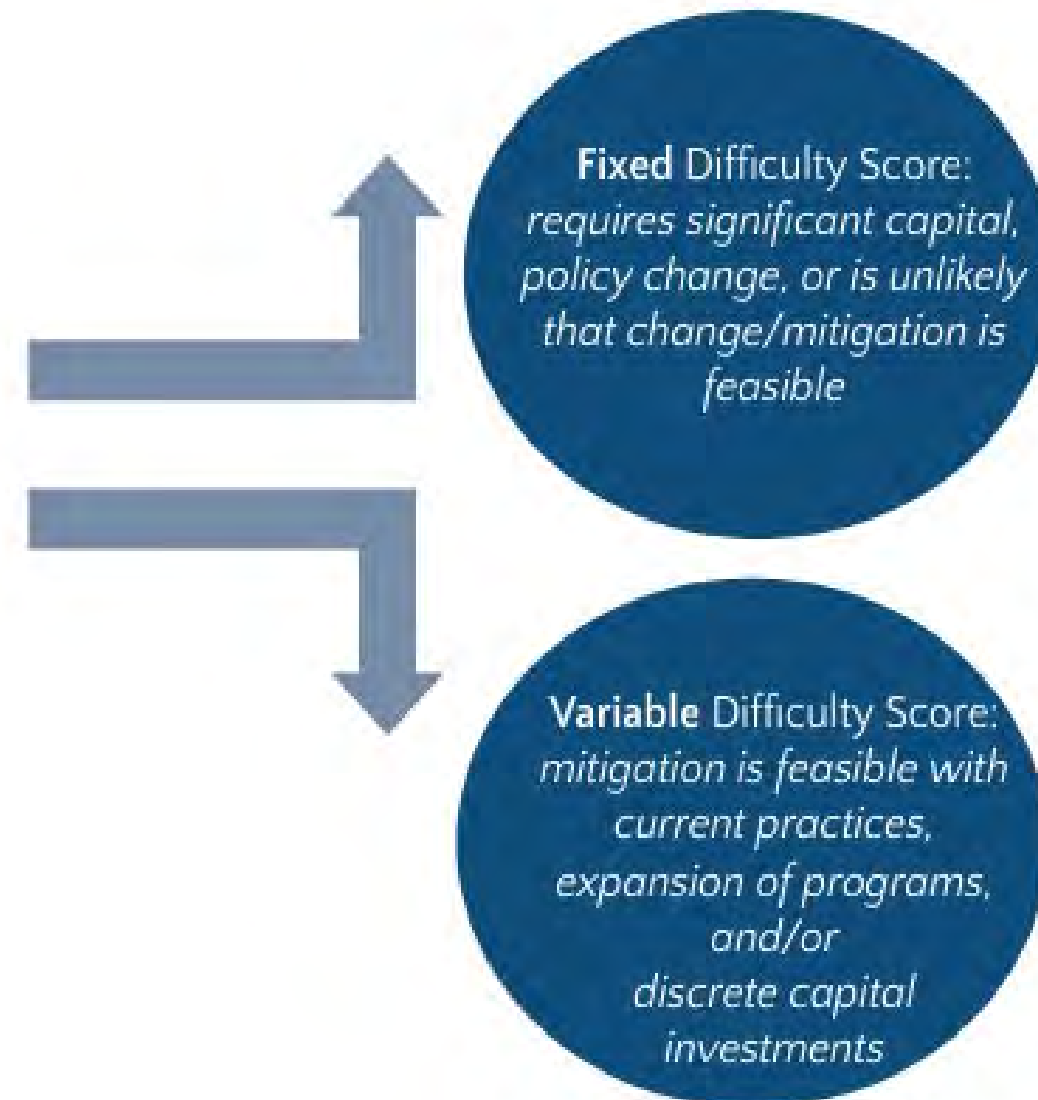 Fixed Difficulty Score:
requires significant capital,
policy change, or is unlikely
that change/mitigation is
feasible
Variable Difficulty Score:
mitigation is feasible with
current practices,
expansion of programs,
and/or
discrete capital
investments